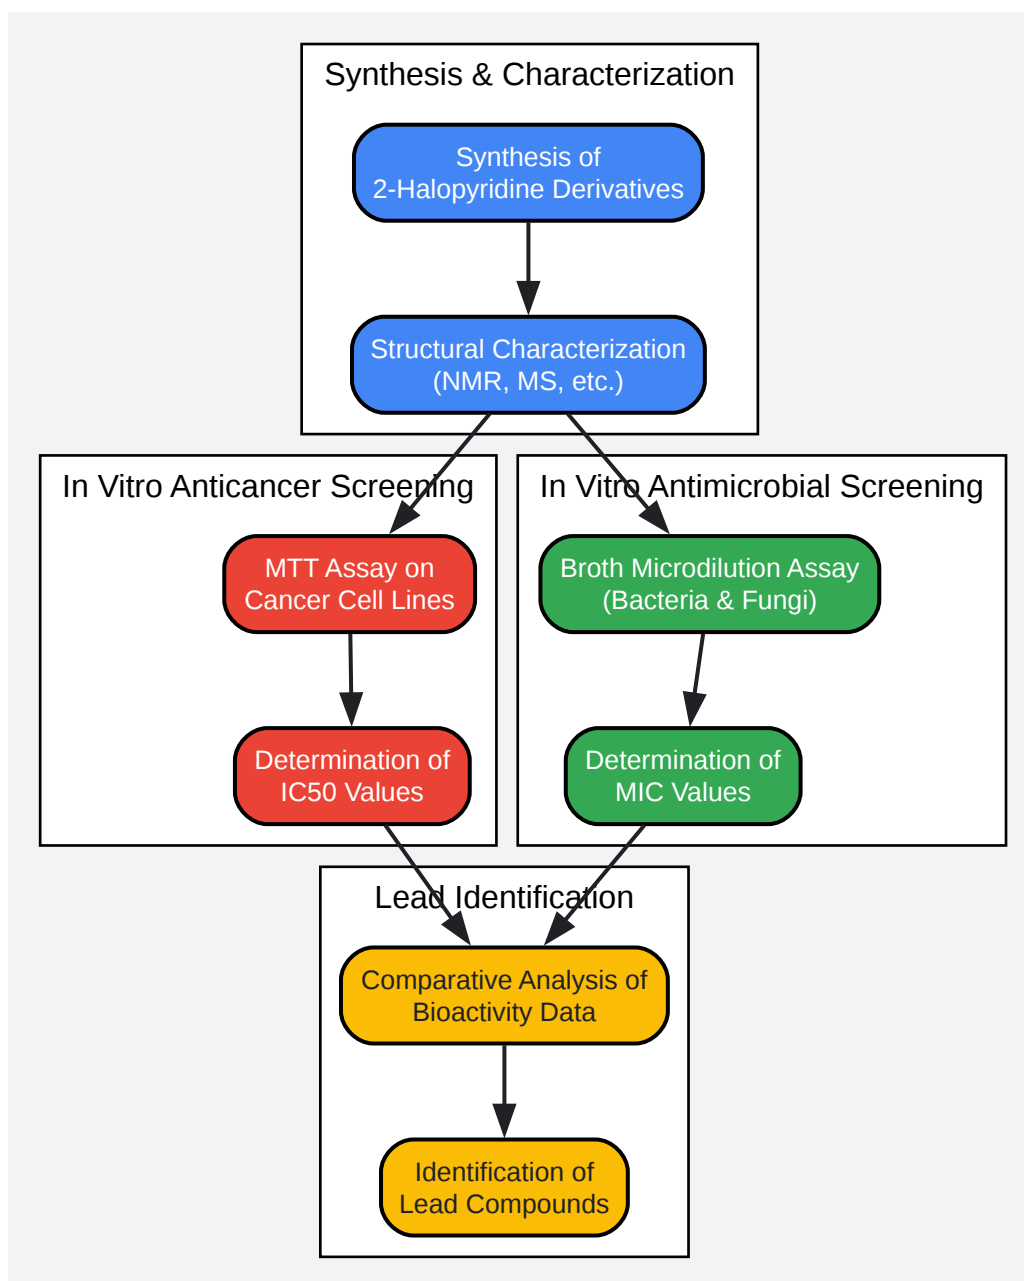 Synthesis & Characterization
Synthesis of
2-Halopyridine Derivatives
Structural Characterization
(NMR, MS, etc.)
In Vitro Anticancer Screening
MTT Assay on
Cancer Cell Lines
Determination of
IC50 Values
In Vitro Antimicrobial Screening
Broth Microdilution Assay
(Bacteria & Fungi)
Determination of
MIC Values
Lead Identification
Comparative Analysis of
Bioactivity Data
Identification of
Lead Compounds